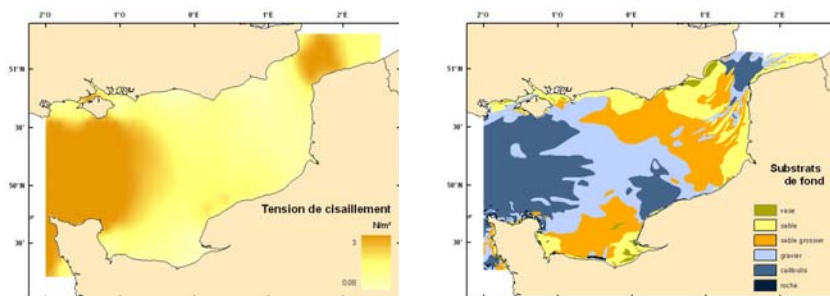 2°O 1°O 0°E 1°E 2°E
51°N
30'
50°N
30'
Tension de cisaillement
N/m²
3
0.08
2°O 1°O 0°E 1°E 2°E
51°N
30'
50°N
30'
Substrats
de fond
vase
sable
sable grossier
gravier
cailloutis
roche